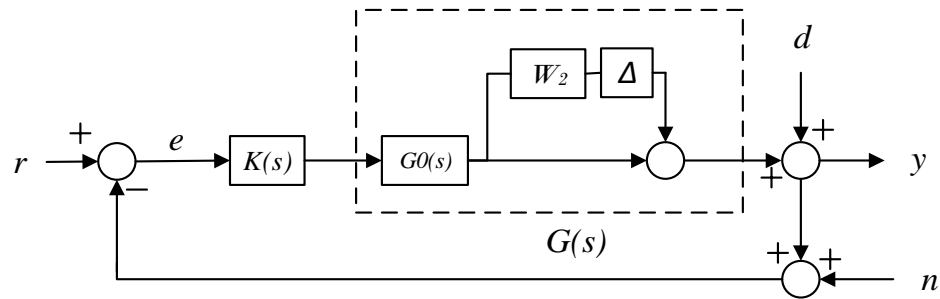 d
W2
Δ
+
e
+
r
K(s)
G0(s)
+
y
−
G(s)
+
+
n